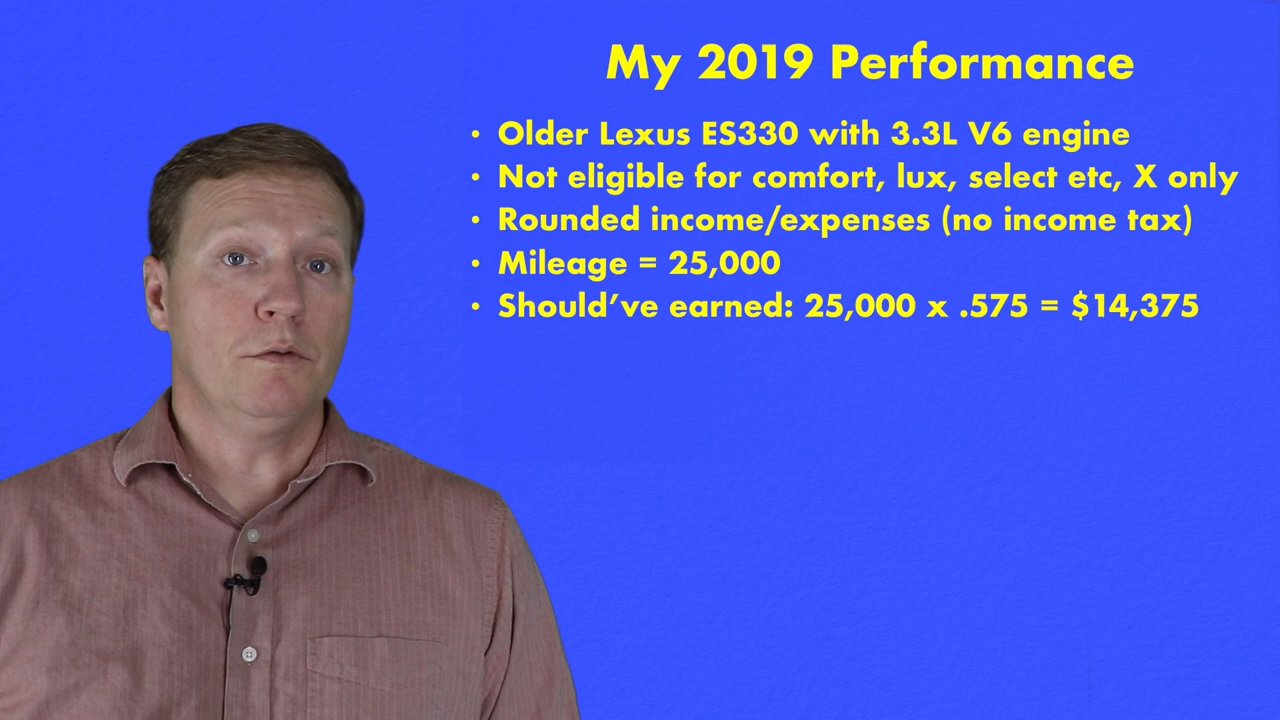 My 2019 Performance
• Older Lexus ES330 with 3.3L V6 engine
• Not eligible for comfort, lux, select etc, X only
• Rounded income/expenses (no income tax)
• Mileage = 25,000
• Should’ve earned: 25,000 x .575 = $14,375